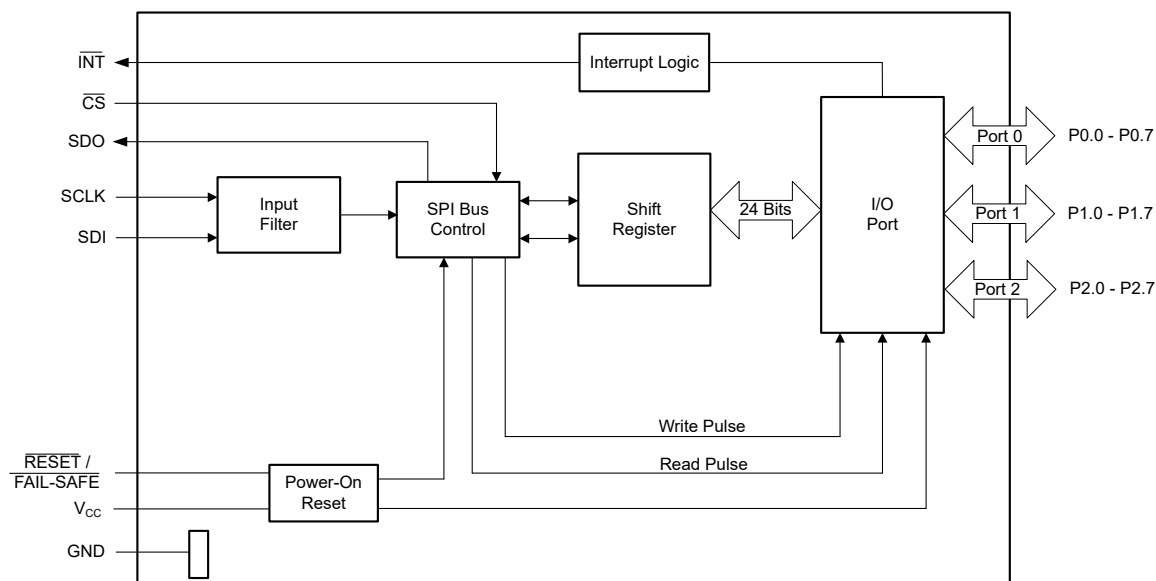 INT
Interrupt Logic
CS
SDO
Port 0
P0.0 - P0.7
SCLK
Input
Filter
SPI Bus
Control
Shift
Register
24 Bits
I/O
Port
Port 1
P1.0 - P1.7
SDI
Port 2
P2.0 - P2.7
Write Pulse
Read Pulse
RESET /
FAIL-SAFE
Power-On
Reset
VCC
GND